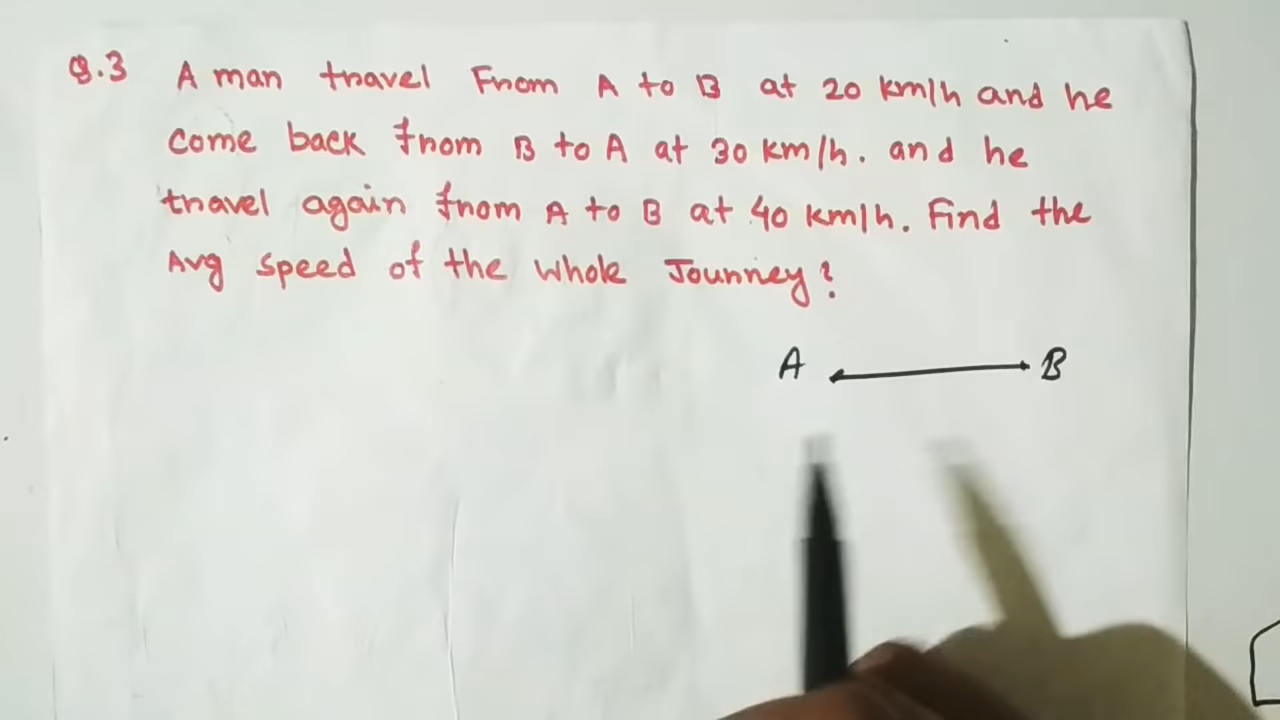 Q.3 A man travel From A to B at 20 km/h and he
come back from B to A at 30 km/h. and he
travel again from A to B at 40 km/h. Find the
Avg speed of the whole Journey?
A B